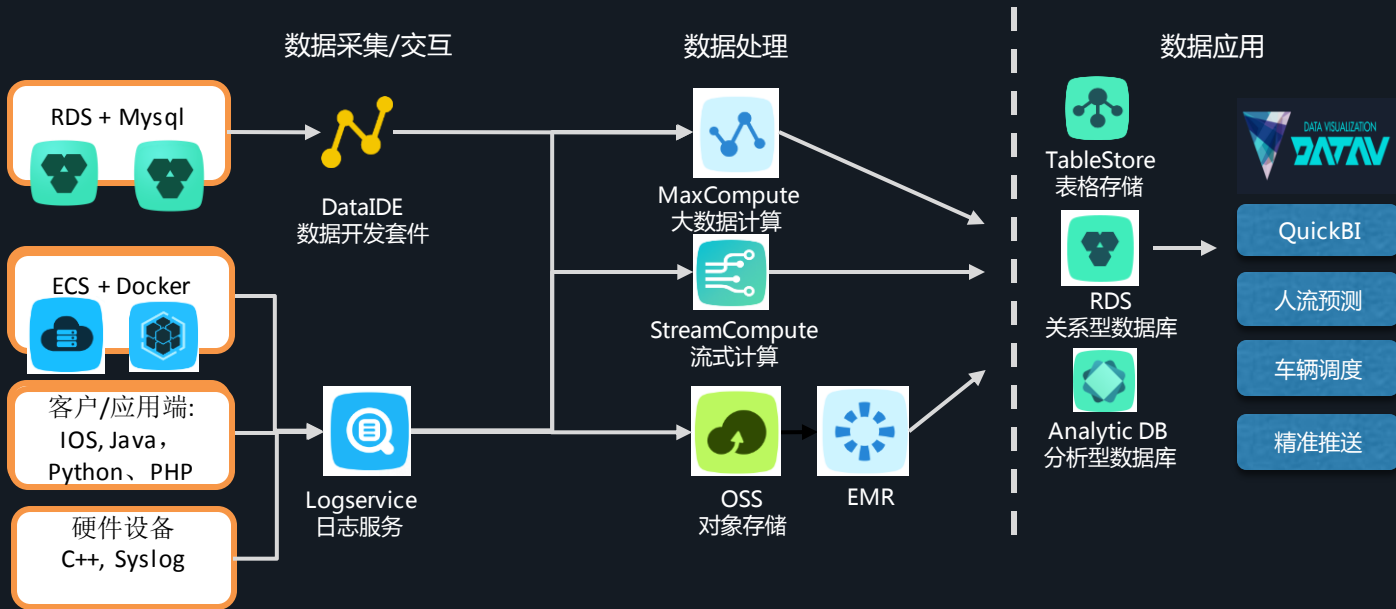 数据采集/交互
数据处理
数据应用
RDS + Mysql
DataIDE
数据开发套件
ECS + Docker
客户/应用端:
IOS, Java，
Python、PHP
硬件设备
C++, Syslog
Logservice
日志服务
MaxCompute
大数据计算
StreamCompute
流式计算
OSS
对象存储
EMR
TableStore
表格存储
RDS
关系型数据库
Analytic DB
分析型数据库
DATA VISUALIZATION
DATAV
QuickBI
人流预测
车辆调度
精准推送